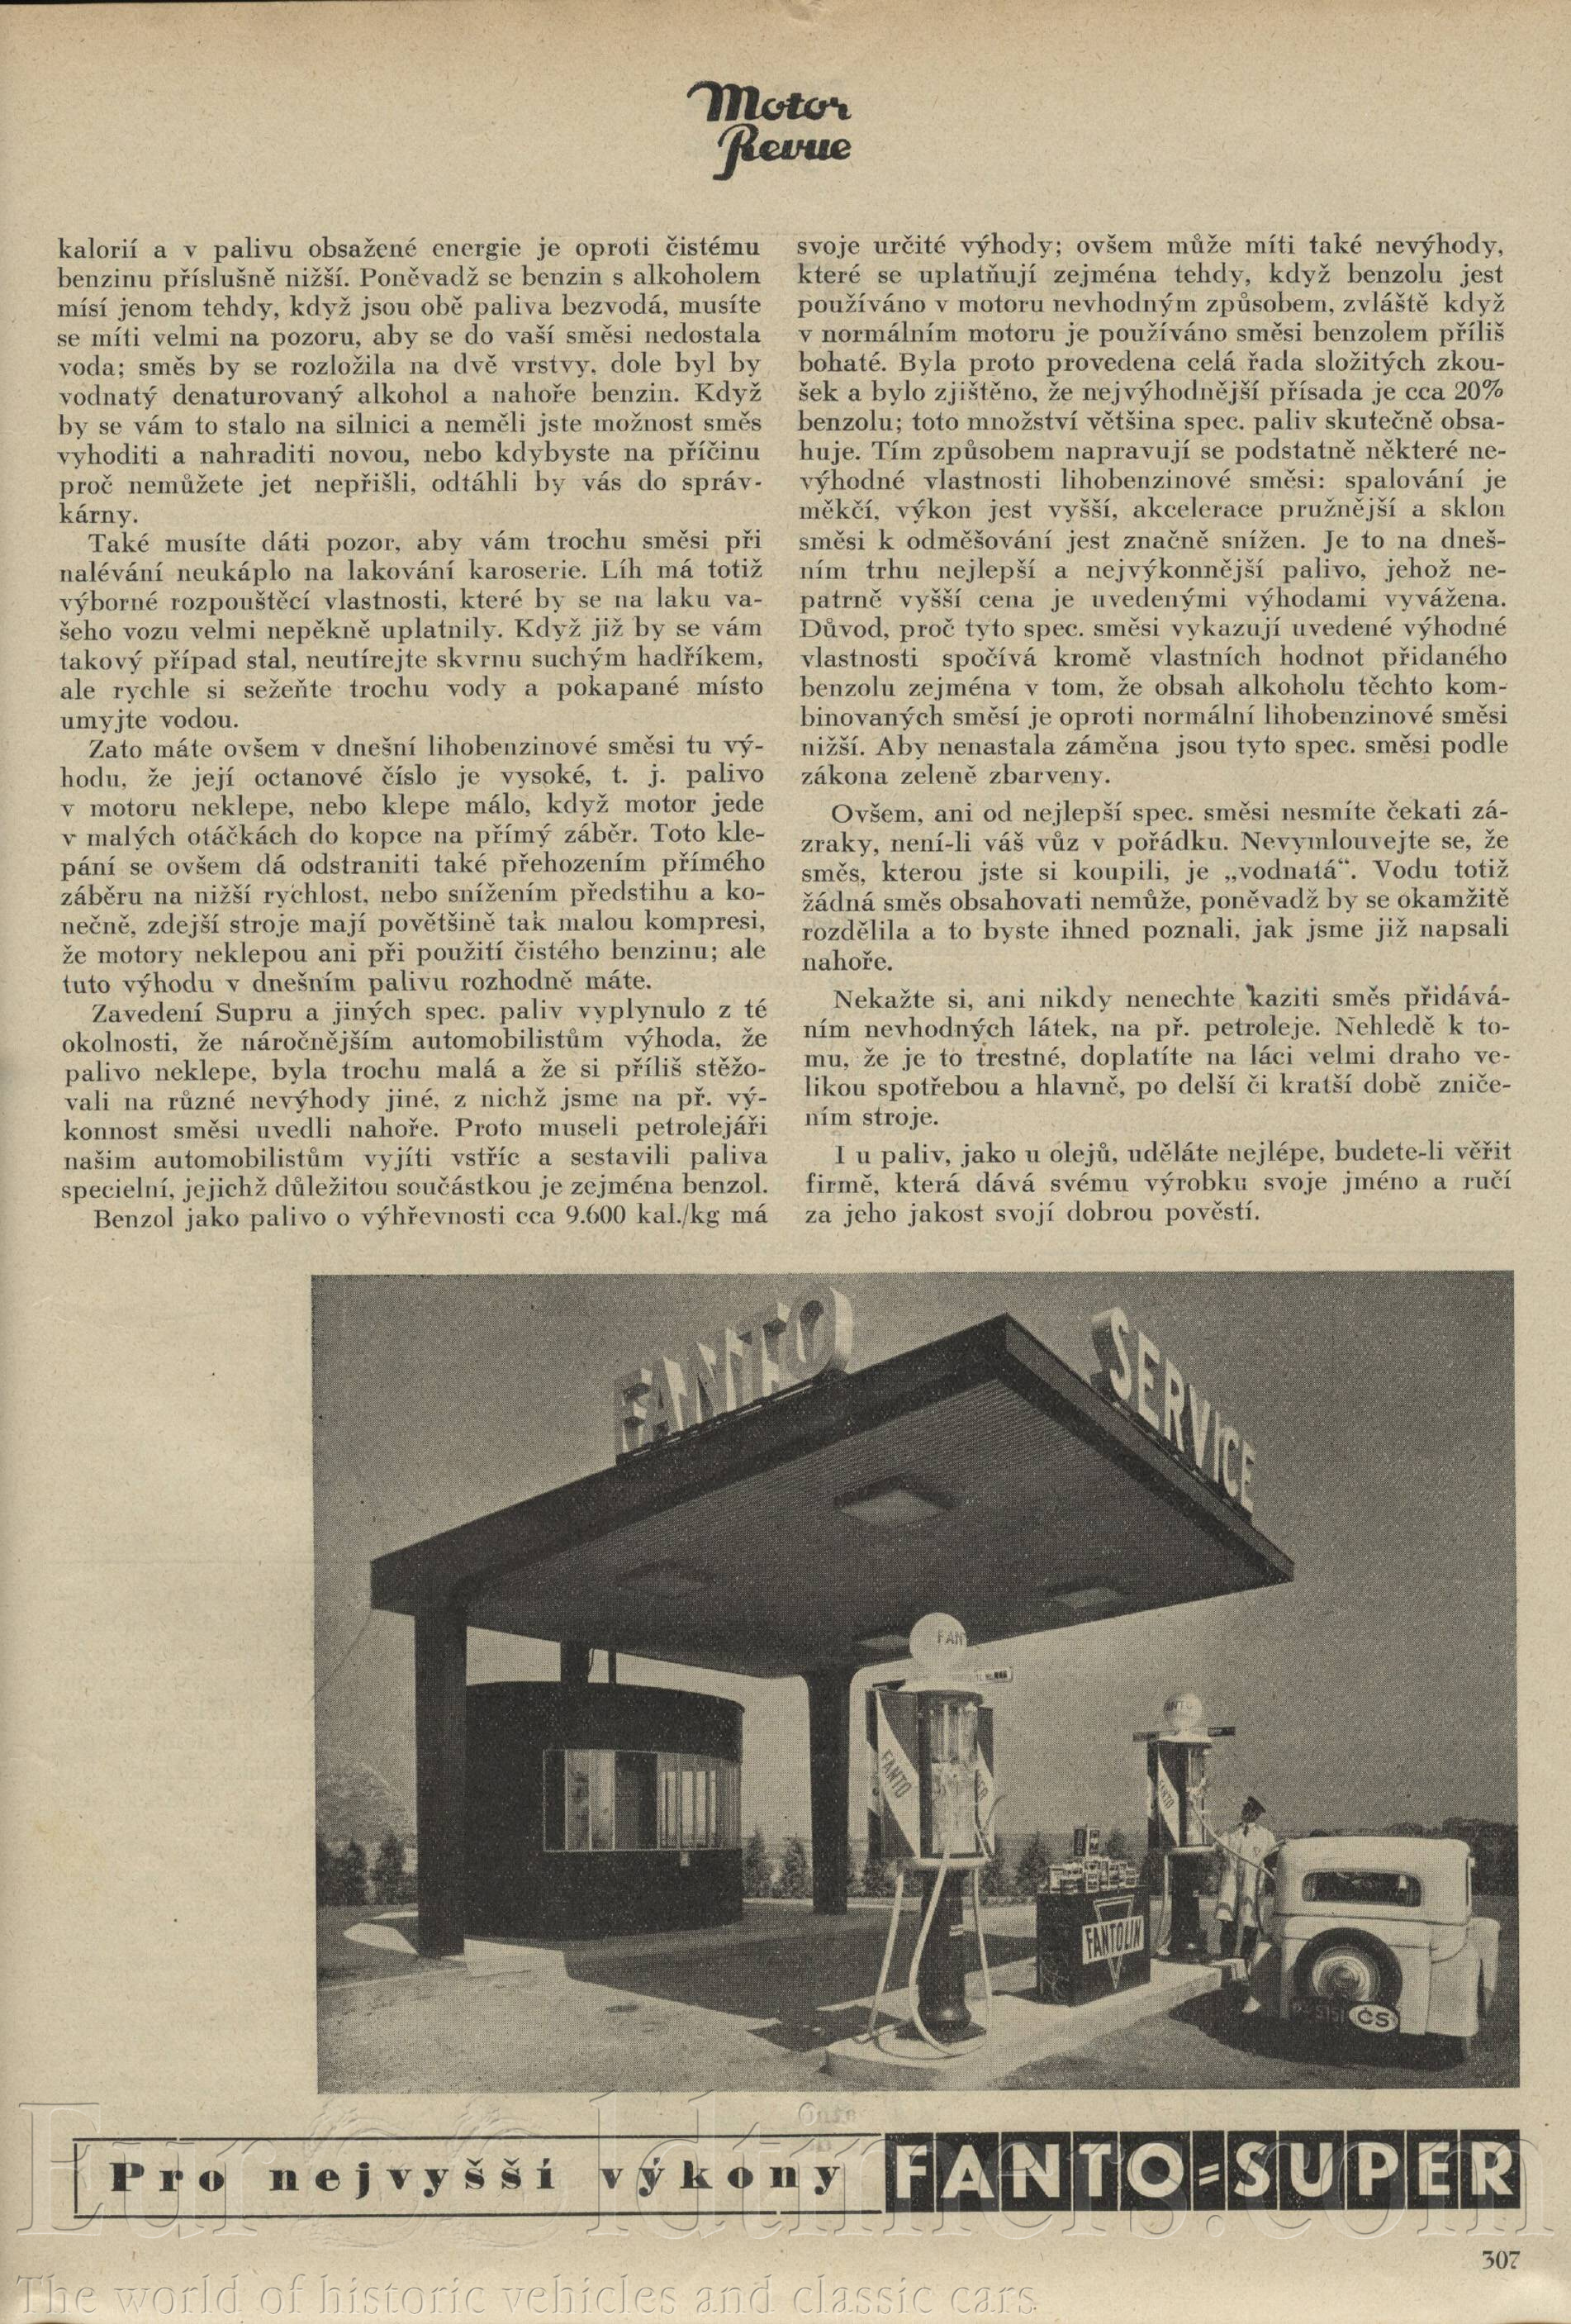 Motor
Revue
kalorií a v palivu obsažené energie je oproti čistému
benzinu příslušně nižší. Poněvadž se benzin s alkoholem
mísí jenom tehdy, když jsou obě paliva bezvodá, musíte
se míti velmi na pozoru, aby se do vaší směsi nedostala
voda; směs by se rozložila na dvě vrstvy, dole byl by
vodnatý denaturovaný alkohol a nahoře benzin. Když
by se vám to stalo na silnici a neměli jste možnost směs
vyhoditi a nahraditi novou, nebo kdybyste na příčinu
proč nemůžete jet nepřišli, odtáhli by vás do správ-
kárny.
Také musíte dáti pozor, aby vám trochu směsi při
nalévání neukáplo na lakování karoserie. Líh má totiž
výborné rozpouštěcí vlastnosti, které by se na laku va-
šeho vozu velmi nepěkně uplatnily. Když již by se vám
takový případ stal, neutírejte skvrnu suchým hadříkem,
ale rychle si sežeňte trochu vody a pokapané místo
umyjte vodou.
Zato máte ovšem v dnešní lihobenzinové směsi tu vý-
hodu, že její octanové číslo je vysoké, t. j. palivo
v motoru neklepe, nebo klepe málo, když motor jede
v malých otáčkách do kopce na přímý záběr. Toto kle-
pání se ovšem dá odstraniti také přehozením přímého
záběru na nižší rychlost, nebo snížením předstihu a ko-
nečně, zdejší stroje mají povětšině tak malou kompresi,
že motory neklepou ani při použití čistého benzinu; ale
tuto výhodu v dnešním palivu rozhodně máte.
Zavedení Supru a jiných spec. paliv vyplynulo z té
okolnosti, že náročnějším automobilistům výhoda, že
palivo neklepe, byla trochu malá a že si příliš stěžo-
vali na různé nevýhody jiné, z nichž jsme na př. vý-
konnost směsi uvedli nahoře. Proto museli petrolejáři
našim automobilistům vyjíti vstříc a sestavili paliva
specielní, jejichž důležitou součástkou je zejména benzol.
Benzol jako palivo o výhřevnosti cca 9.600 kal./kg má
svoje určité výhody; ovšem může míti také nevýhody,
které se uplatňují zejména tehdy, když benzolu jest
používáno v motoru nevhodným způsobem, zvláště když
v normálním motoru je používáno směsi benzolem příliš
bohaté. Byla proto provedena celá řada složitých zkou-
šek a bylo zjištěno, že nejvýhodnější přísada je cca 20%
benzolu; toto množství většina spec. paliv skutečně obsa-
huje. Tím způsobem napravují se podstatně některé ne-
výhodné vlastnosti lihobenzinové směsi: spalování je
měkčí, výkon jest vyšší, akcelerace pružnější a sklon
směsi k odměšování jest značně snížen. Je to na dneš-
ním trhu nejlepší a nejvýkonnější palivo, jehož ne-
patrně vyšší cena je uvedenými výhodami vyvážena.
Důvod, proč tyto spec. směsi vykazují uvedené výhodné
vlastnosti spočívá kromě vlastních hodnot přidaného
benzolu zejména v tom, že obsah alkoholu těchto kom-
binovaných směsí je oproti normální lihobenzinové směsi
nižší. Aby nenastala záměna jsou tyto spec. směsi podle
zákona zeleně zbarveny.
Ovšem, ani od nejlepší spec. směsi nesmíte čekati zá-
zraky, není-li váš vůz v pořádku. Nevymlouvejte se, že
směs, kterou jste si koupili, je „vodnatá“. Vodu totiž
žádná směs obsahovati nemůže, poněvadž by se okamžitě
rozdělila a to byste ihned poznali, jak jsme již napsali
nahoře.
Nekažte si, ani nikdy nenechte kaziti směs přidává-
ním nevhodných látek, na př. petroleje. Nehledě k to-
mu, že je to trestné, doplatíte na láci velmi draho ve-
likou spotřebou a hlavně, po delší či kratší době zniče-
ním stroje.
I u paliv, jako u olejů, uděláte nejlépe, budete-li věřit
firmě, která dává svému výrobku svoje jméno a ručí
za jeho jakost svojí dobrou pověstí.
FANTO SERVICE
FAN
FANTO
FANTO
FANTOLIN
5151 ČS
Pro nejvyšší výkony FANTO=SUPER
307
The world of historic vehicles and classic cars